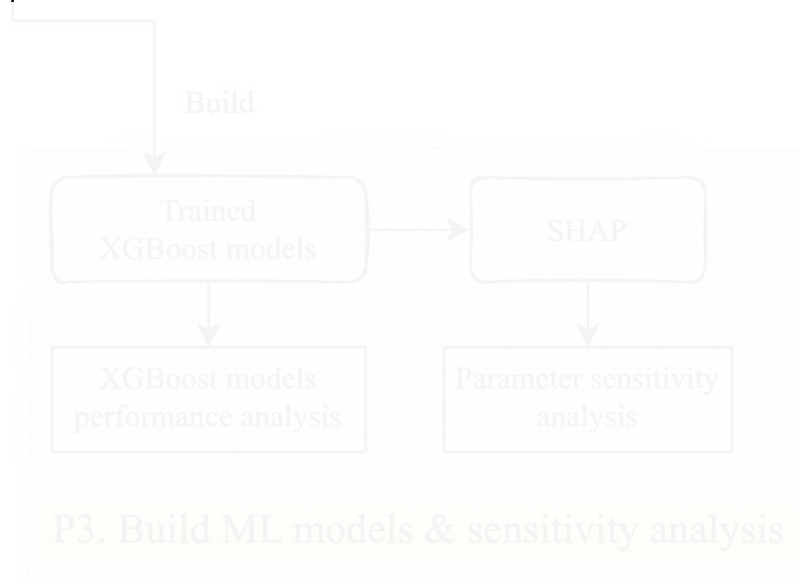 Build
Trained
XGBoost models
SHAP
XGBoost models
performance analysis
Parameter sensitivity
analysis
P3. Build ML models & sensitivity analysis